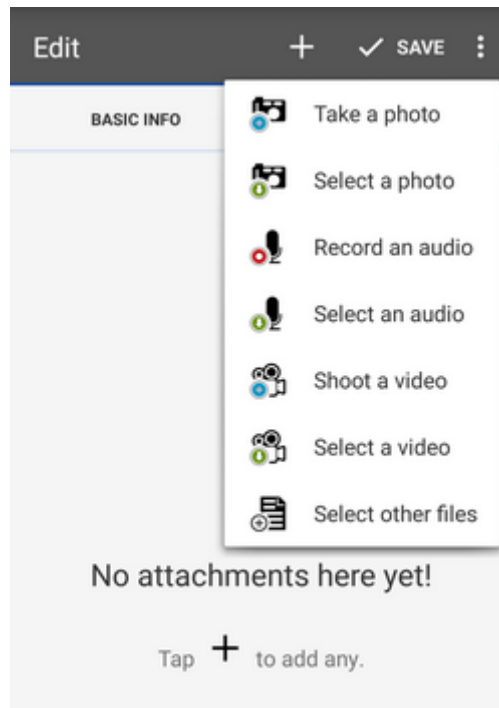 Edit
SAVE
BASIC INFO
Take a photo
Select a photo
Record an audio
Select an audio
Shoot a video
Select a video
Select other files
No attachments here yet!
Tap + to add any.